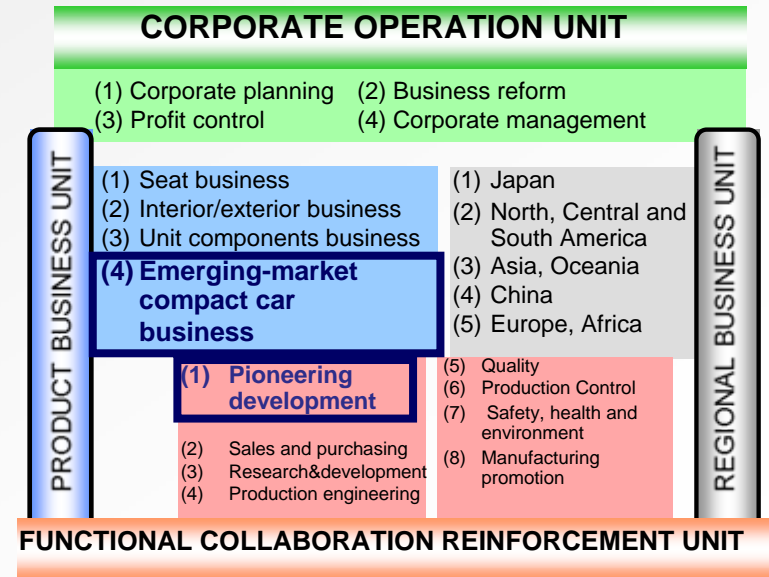 CORPORATE OPERATION UNIT
(1) Corporate planning (2) Business reform
(3) Profit control (4) Corporate management
PRODUCT BUSINESS UNIT
(1) Seat business
(2) Interior/exterior business
(3) Unit components business
(4) Emerging-market
compact car
business
(1) Japan
(2) North, Central and
South America
(3) Asia, Oceania
(4) China
(5) Europe, Africa
REGIONAL BUSINESS UNIT
(1) Pioneering
development
(2) Sales and purchasing
(3) Research&development
(4) Production engineering
(5) Quality
(6) Production Control
(7) Safety, health and
environment
(8) Manufacturing
promotion
FUNCTIONAL COLLABORATION REINFORCEMENT UNIT